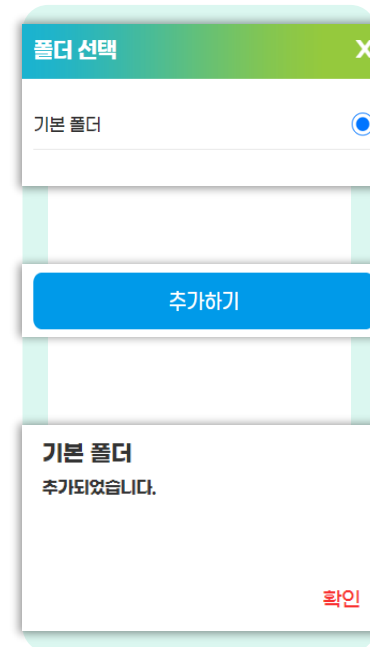 폴더 선택 X
기본 폴더
추가하기
기본 폴더
추가되었습니다.
확인